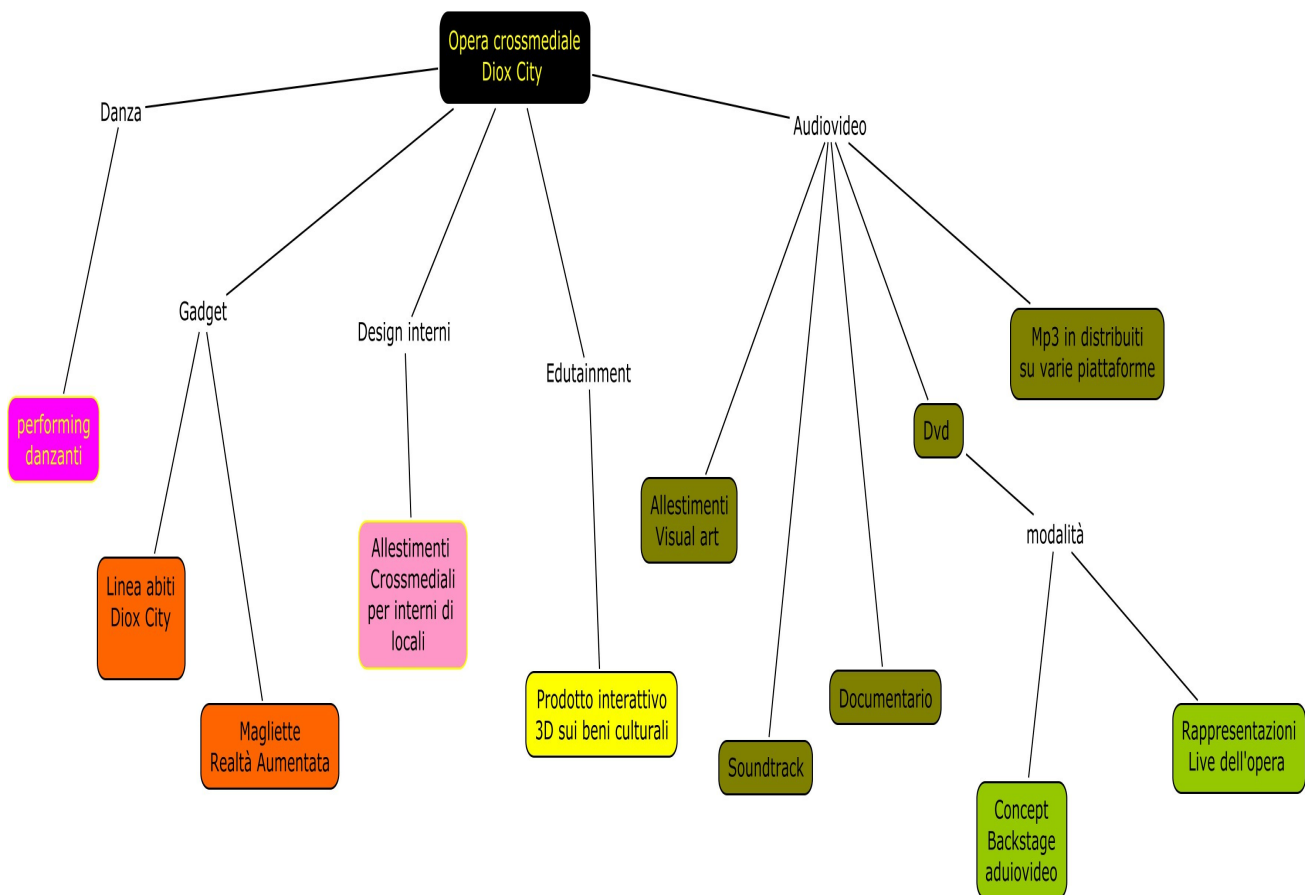 Opera crossmediale
Diox City
Danza
Audiovideo
Gadget
Design interni
Edutainment
Mp3 in distribuiti
su varie piattaforme
performing
danzanti
Dvd
Allestimenti
Visual art
modalità
Allestimenti
Crossmediali
per interni di
locali
Linea abiti
Diox City
Prodotto interattivo
3D sui beni culturali
Documentario
Magliette
Realtà Aumentata
Soundtrack
Rappresentazioni
Live dell'opera
Concept
Backstage
aduiovideo